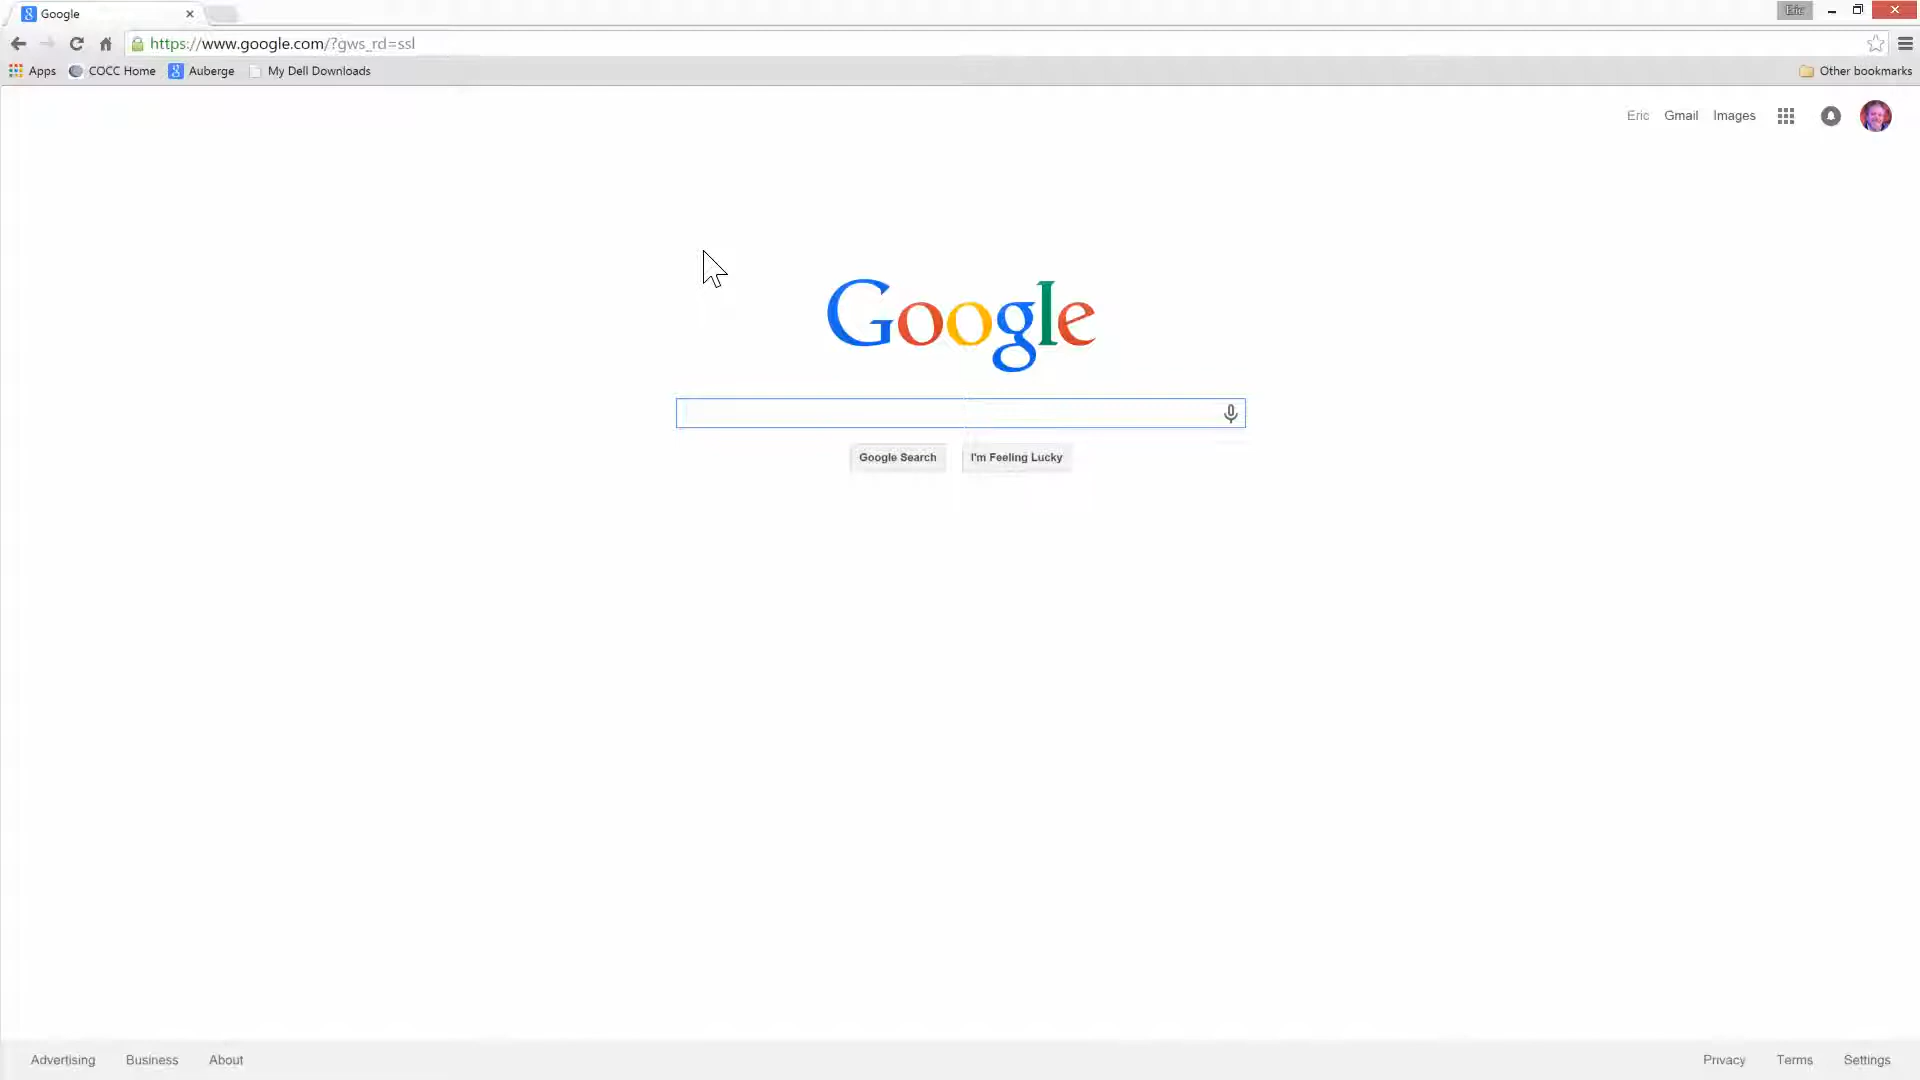 Google
Eric
https://www.google.com/?gws_rd=ssl
Apps COCC Home Auberge My Dell Downloads Other bookmarks
Eric Gmail Images
Google
Google Search I'm Feeling Lucky
Advertising Business About Privacy Terms Settings